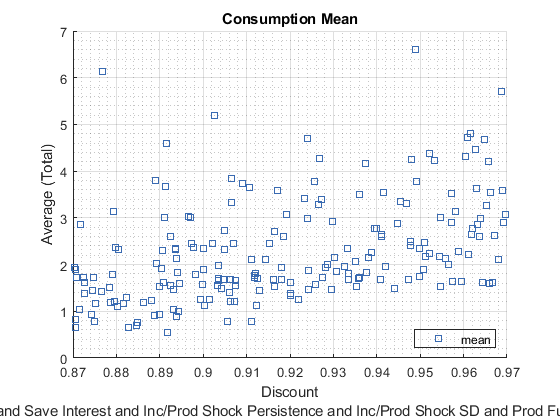 Consumption Mean
7
6
5
4
3
2
1
0
Average (Total)
mean
0.87 0.88 0.89 0.9 0.91 0.92 0.93 0.94 0.95 0.96 0.97
Discount
and Save Interest and Inc/Prod Shock Persistence and Inc/Prod Shock SD and Prod